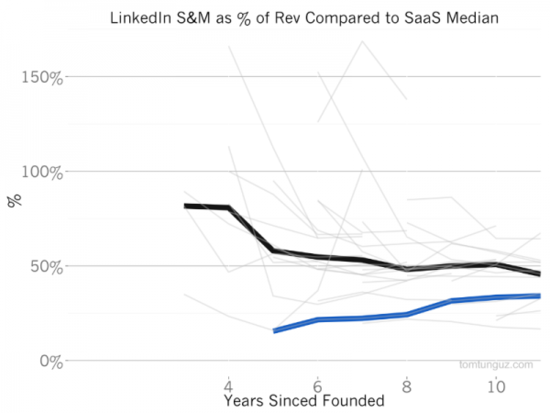 LinkedIn S&M as % of Rev Compared to SaaS Median
150%
100%
50%
0%
%
tomtunguz.com
4 6 8 10
Years Sinced Founded